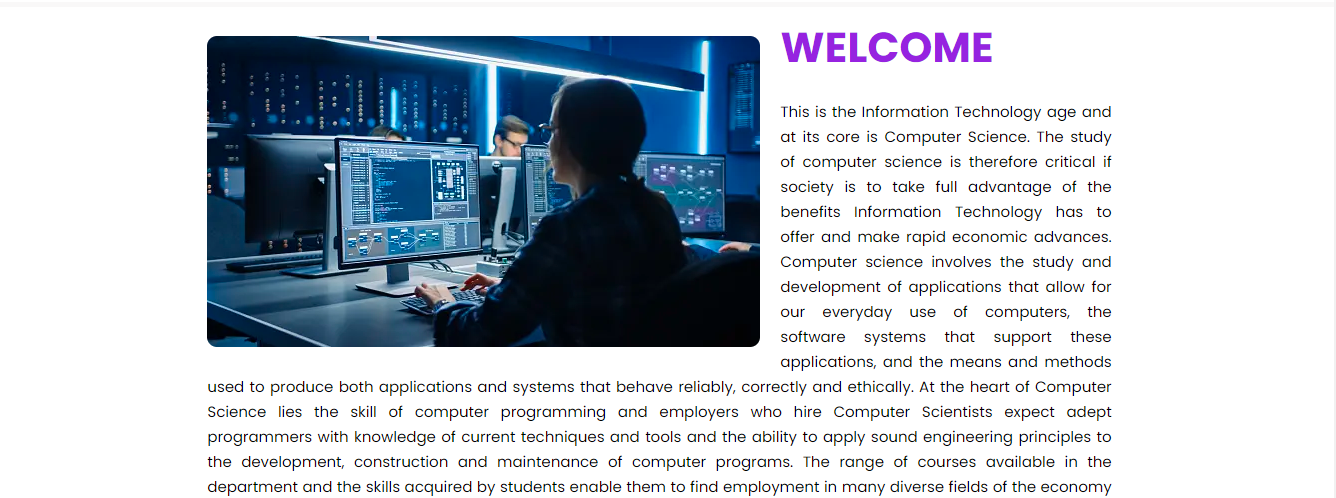 WELCOME
This is the Information Technology age and
at its core is Computer Science. The study
of computer science is therefore critical if
society is to take full advantage of the
benefits Information Technology has to
offer and make rapid economic advances.
Computer science involves the study and
development of applications that allow for
our everyday use of computers, the
software systems that support these
applications, and the means and methods
used to produce both applications and systems that behave reliably, correctly and ethically. At the heart of Computer
Science lies the skill of computer programming and employers who hire Computer Scientists expect adept
programmers with knowledge of current techniques and tools and the ability to apply sound engineering principles to
the development, construction and maintenance of computer programs. The range of courses available in the
department and the skills acquired by students enable them to find employment in many diverse fields of the economy